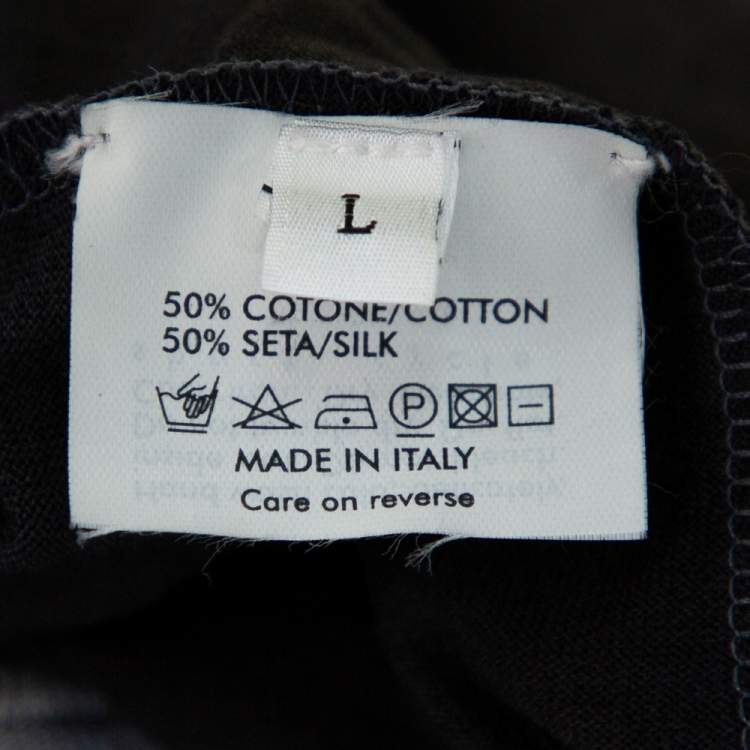 L
50% COTONE/COTTON
50% SETA/SILK
P
MADE IN ITALY
Care on reverse